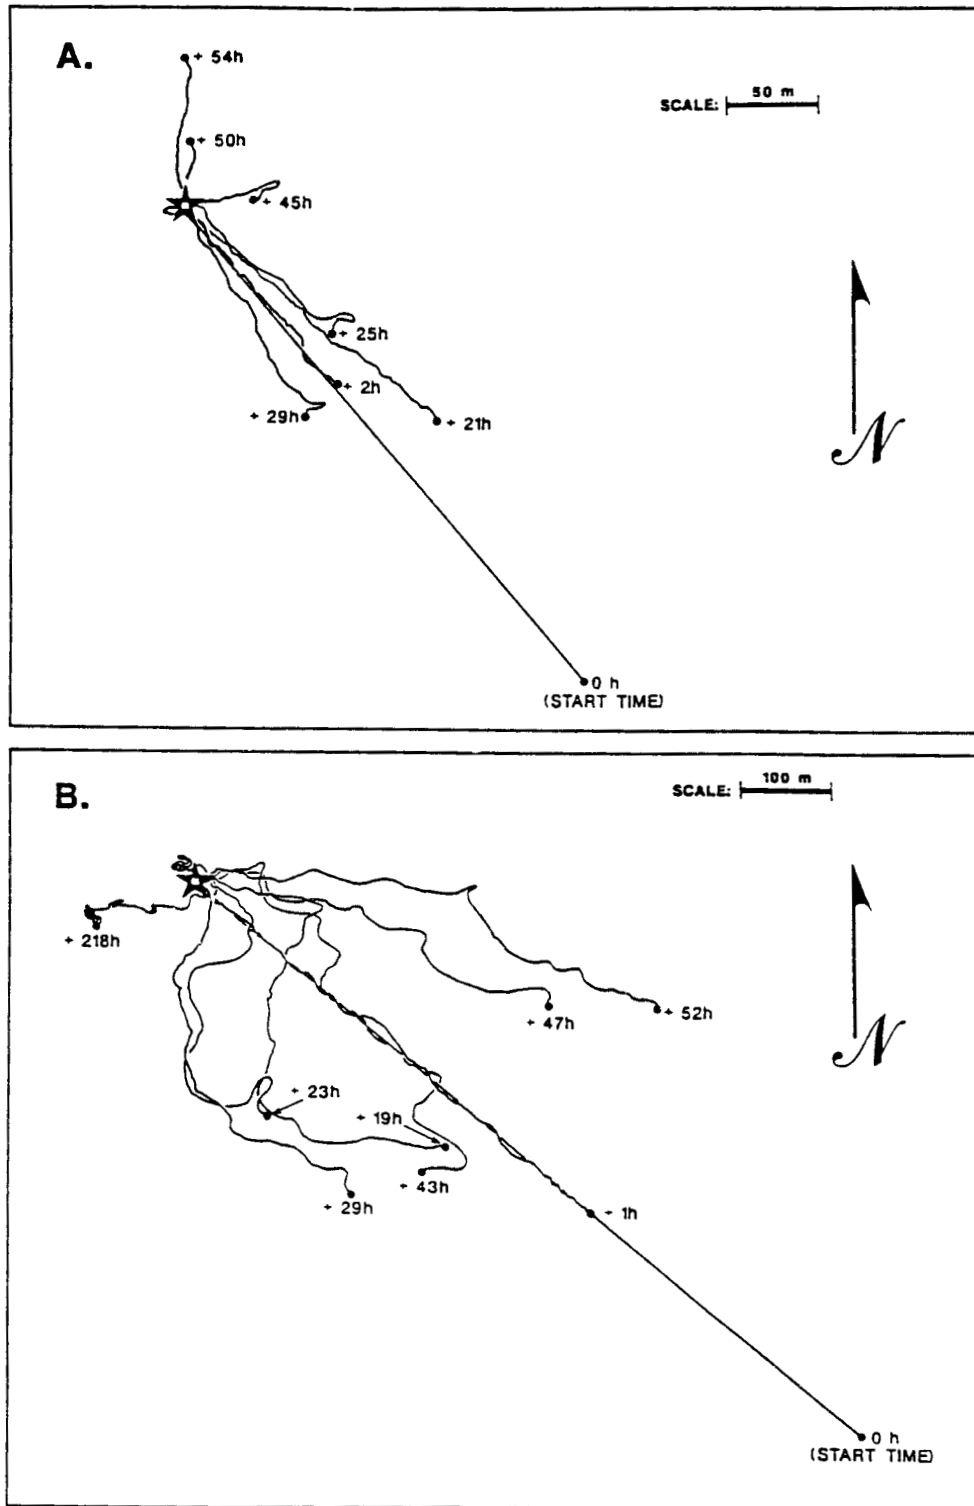 A.
+ 54h
SCALE: 50 m
+ 50h
+ 45h
+ 25h
+ 2h
+ 29h
+ 21h
N
0 h
(START TIME)
B.
SCALE: 100 m
+ 218h
+ 47h
+ 52h
N
+ 23h
+ 19h
+ 43h
+ 29h
+ 1h
0 h
(START TIME)